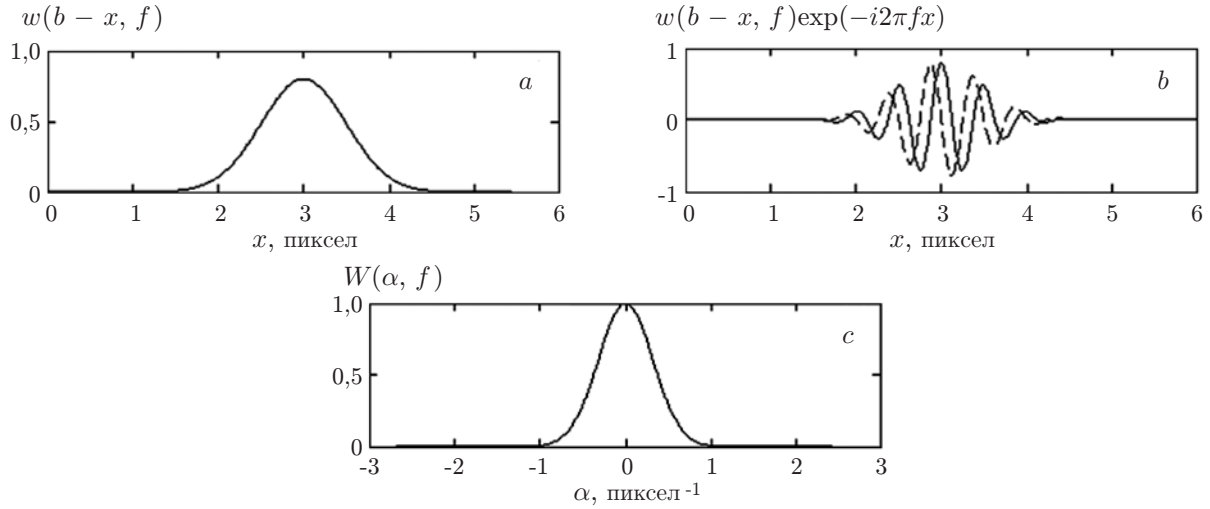 w(b − x, f)
1,0
0,5
0
a
0 1 2 3 4 5 6
x, пиксел
w(b − x, f)exp(−i2πfx)
1
0
-1
b
0 1 2 3 4 5 6
x, пиксел
W(α, f)
1,0
0,5
0
c
-3 -2 -1 0 1 2 3
α, пиксел⁻¹